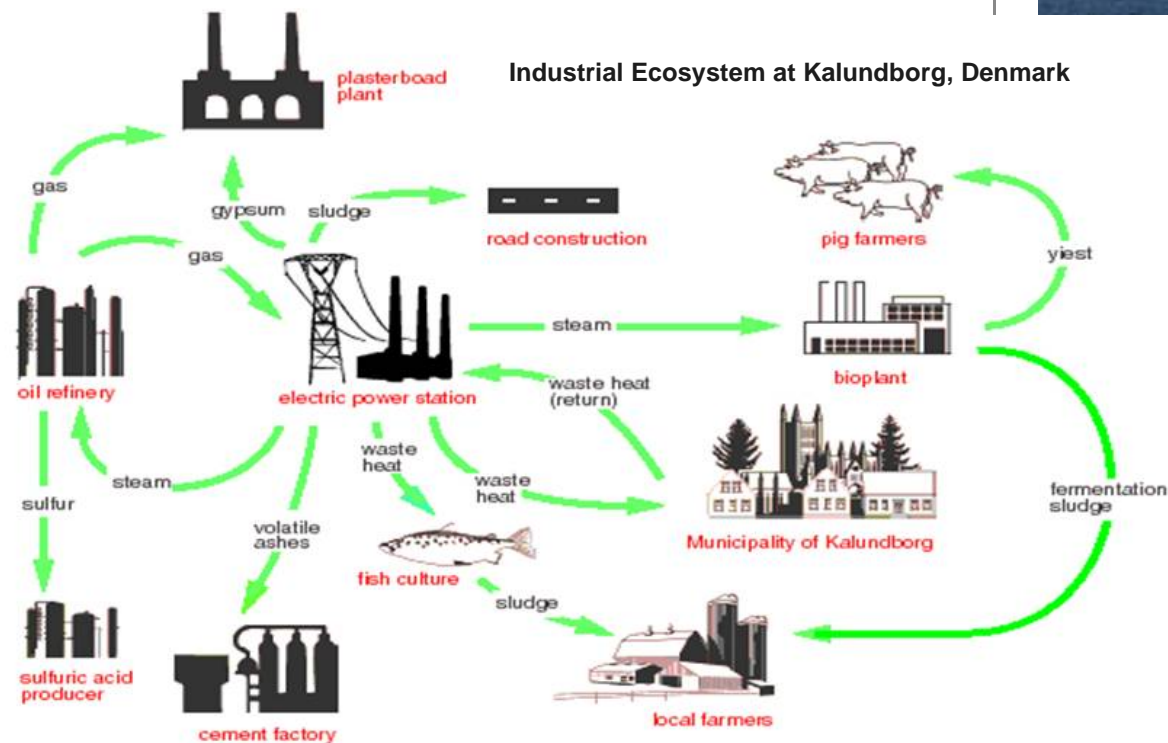 Industrial Ecosystem at Kalundborg, Denmark
plasterboad
plant
gas
gypsum
sludge
road construction
pig farmers
gas
yiest
steam
oil refinery
electric power station
waste heat
(return)
bioplant
waste
heat
waste
heat
steam
sulfur
fermentation
sludge
volatile
ashes
Municipality of Kalundborg
fish culture
sludge
sulfuric acid
producer
cement factory
local farmers